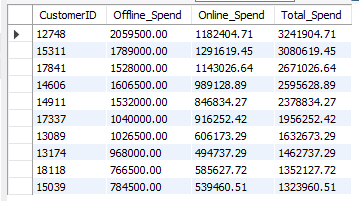 CustomerID Offline_Spend Online_Spend Total_Spend
12748 2059500.00 1182404.71 3241904.71
15311 1789000.00 1291619.45 3080619.45
17841 1528000.00 1143026.64 2671026.64
14606 1606500.00 989128.89 2595628.89
14911 1532000.00 846834.27 2378834.27
17337 1040000.00 916252.42 1956252.42
13089 1026500.00 606173.29 1632673.29
13174 968000.00 494737.29 1462737.29
18118 766500.00 585627.72 1352127.72
15039 784500.00 539460.51 1323960.51